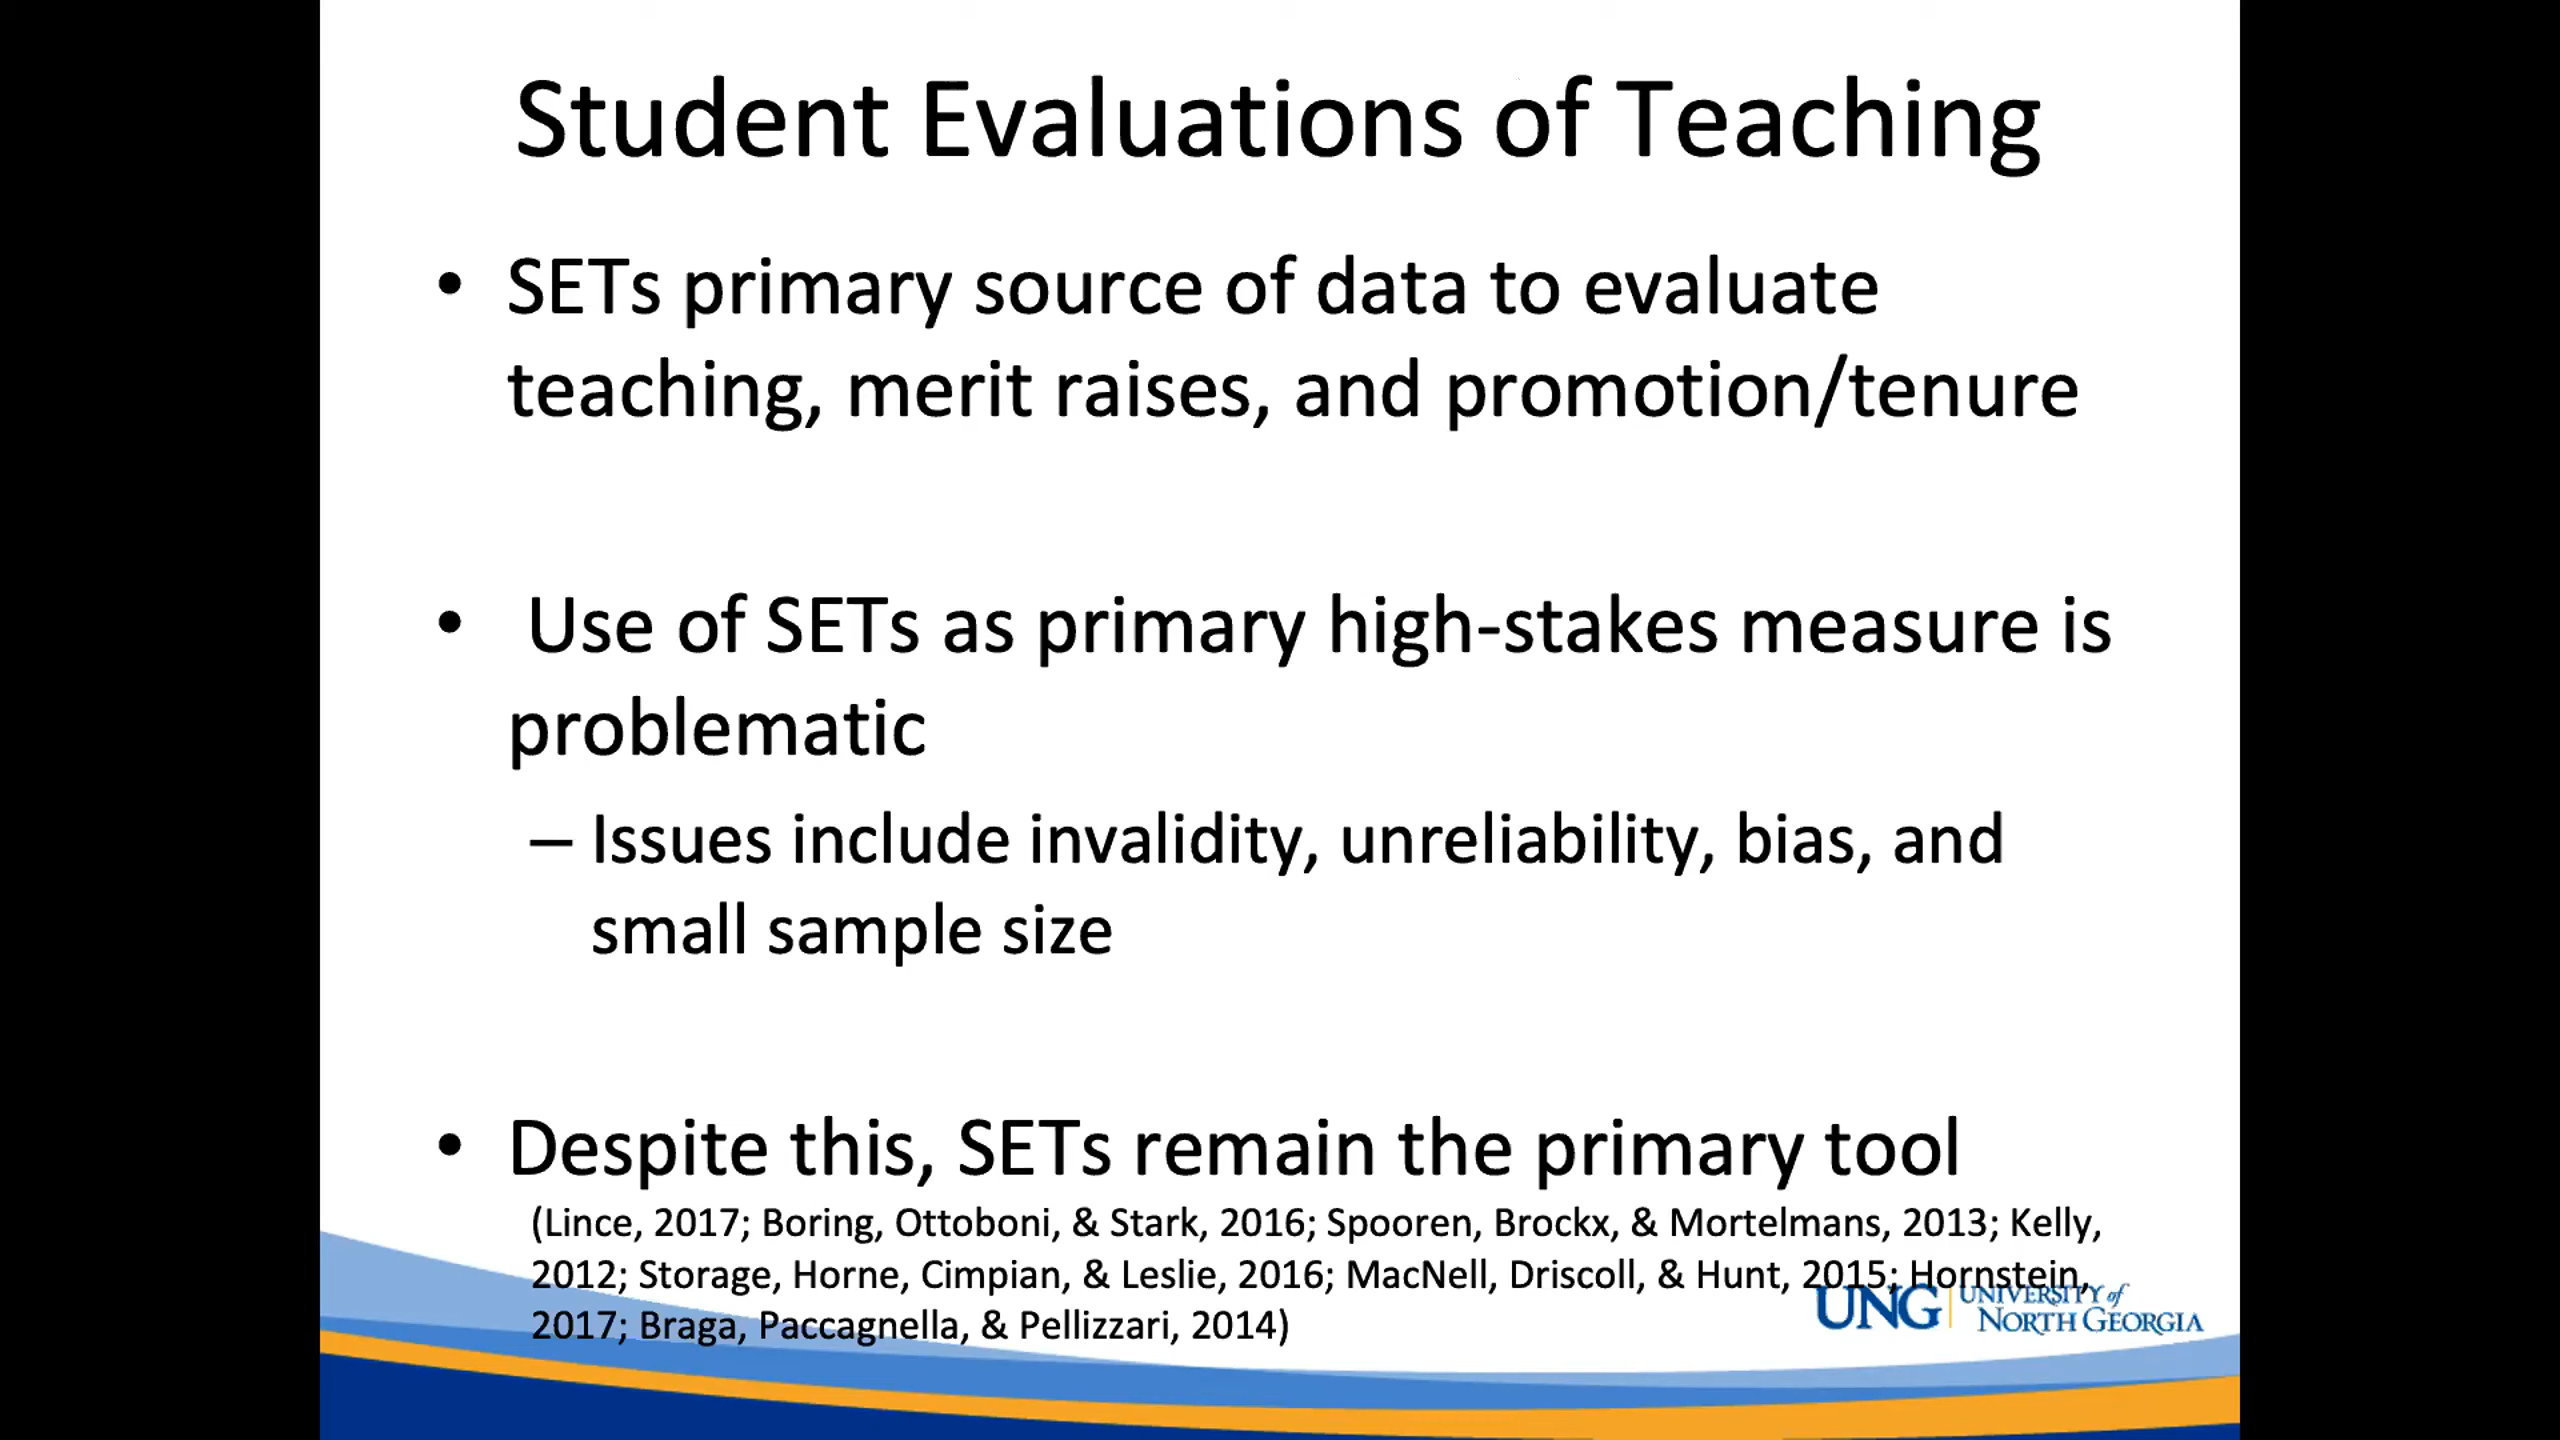 Student Evaluations of Teaching
• SETs primary source of data to evaluate
teaching, merit raises, and promotion/tenure
• Use of SETs as primary high-stakes measure is
problematic
– Issues include invalidity, unreliability, bias, and
small sample size
• Despite this, SETs remain the primary tool
(Lince, 2017; Boring, Ottoboni, & Stark, 2016; Spooren, Brockx, & Mortelmans, 2013; Kelly,
2012; Storage, Horne, Cimpian, & Leslie, 2016; MacNell, Driscoll, & Hunt, 2015; Hornstein,
2017; Braga, Paccagnella, & Pellizzari, 2014)
UNG UNIVERSITY of
NORTH GEORGIA